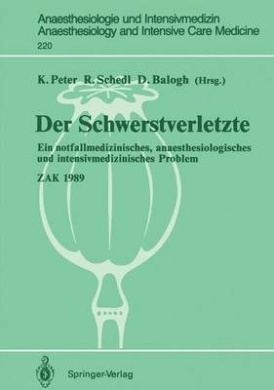 Anaesthesiologie und Intensivmedizin
Anaesthesiology and Intensive Care Medicine
220
K. Peter R. Schedl D. Balogh (Hrsg.)
Der Schwerstverletzte
Ein notfallmedizinisches, anaesthesiologisches
und intensivmedizinisches Problem
ZAK 1989
Springer-Verlag